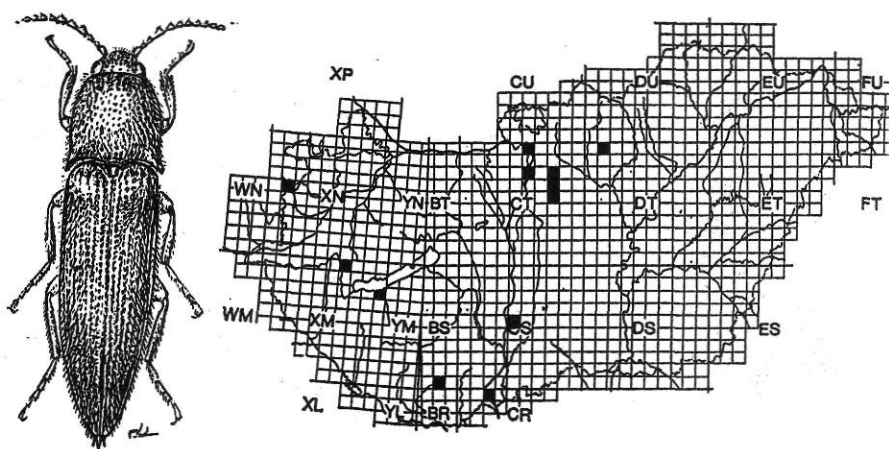 XP CU DU EU FU
WN XN YN BT CT DT ET FT
WM XM YM BS CS DS ES
XL YL BR CR